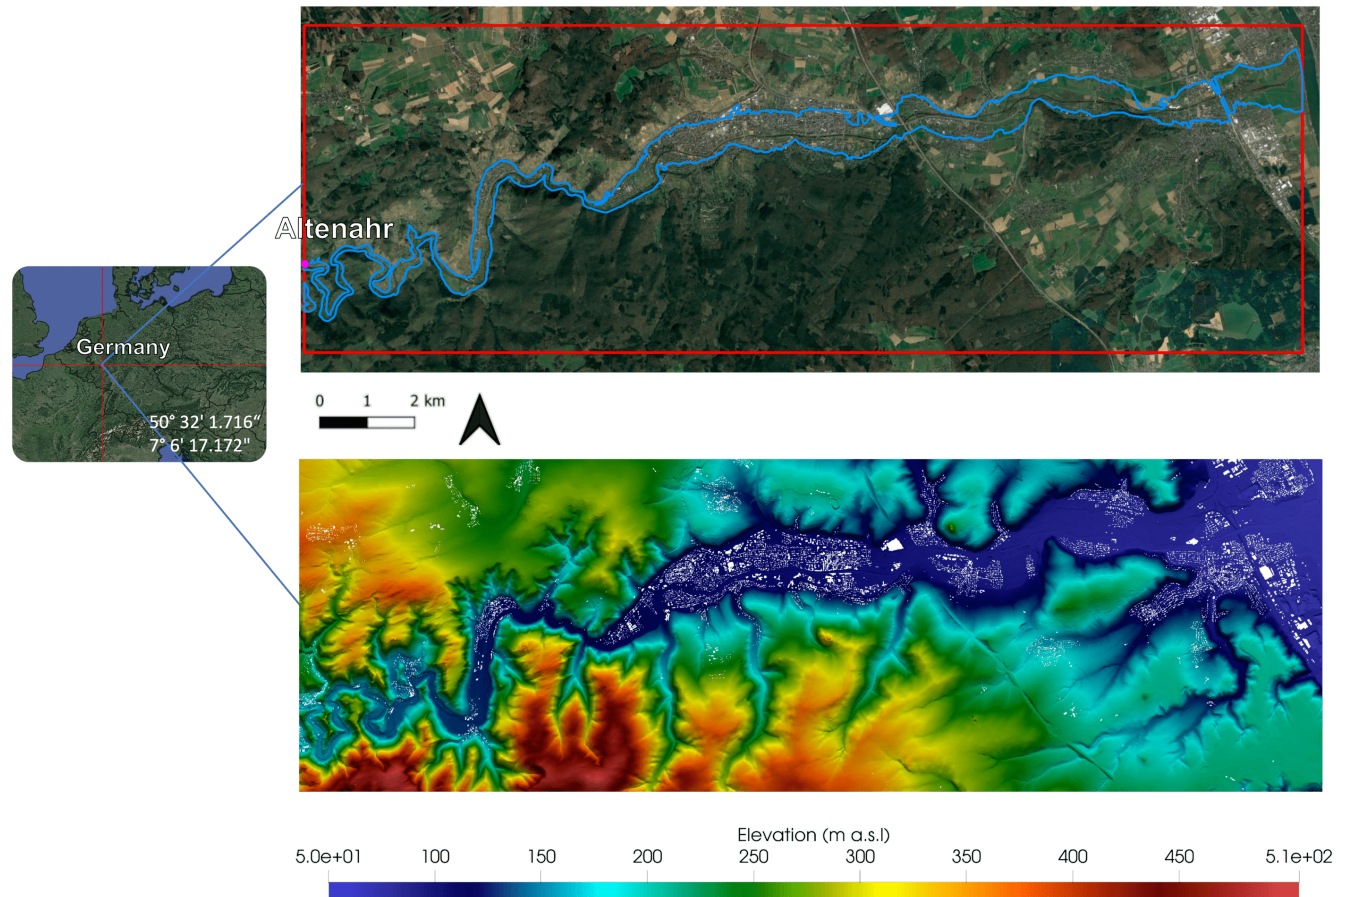 Altenahr
Germany
50° 32' 1.716“
7° 6' 17.172"
0 1 2 km
Elevation (m a.s.l)
5.0e+01 100 150 200 250 300 350 400 450 5.1e+02